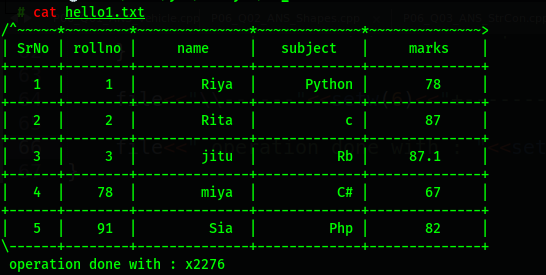 # cat hello1.txt
/^~~~~~*~~~~~~~~*~~~~~~~~~~~~~~*~~~~~~~~~~~~~*~~~~~~~~~~~~~~>
| SrNo | rollno |     name     |   subject   |     marks    |
+------+--------+--------------+-------------+--------------+
|   1  |     1  |        Riya  |     Python  |       78     |
+------+--------+--------------+-------------+--------------+
|   2  |     2  |        Rita  |          c  |       87     |
+------+--------+--------------+-------------+--------------+
|   3  |     3  |        jitu  |         Rb  |     87.1     |
+------+--------+--------------+-------------+--------------+
|   4  |    78  |        miya  |         C#  |       67     |
+------+--------+--------------+-------------+--------------+
|   5  |    91  |         Sia  |        Php  |       82     |
\------+--------+--------------+-------------+--------------+
operation done with : x2276